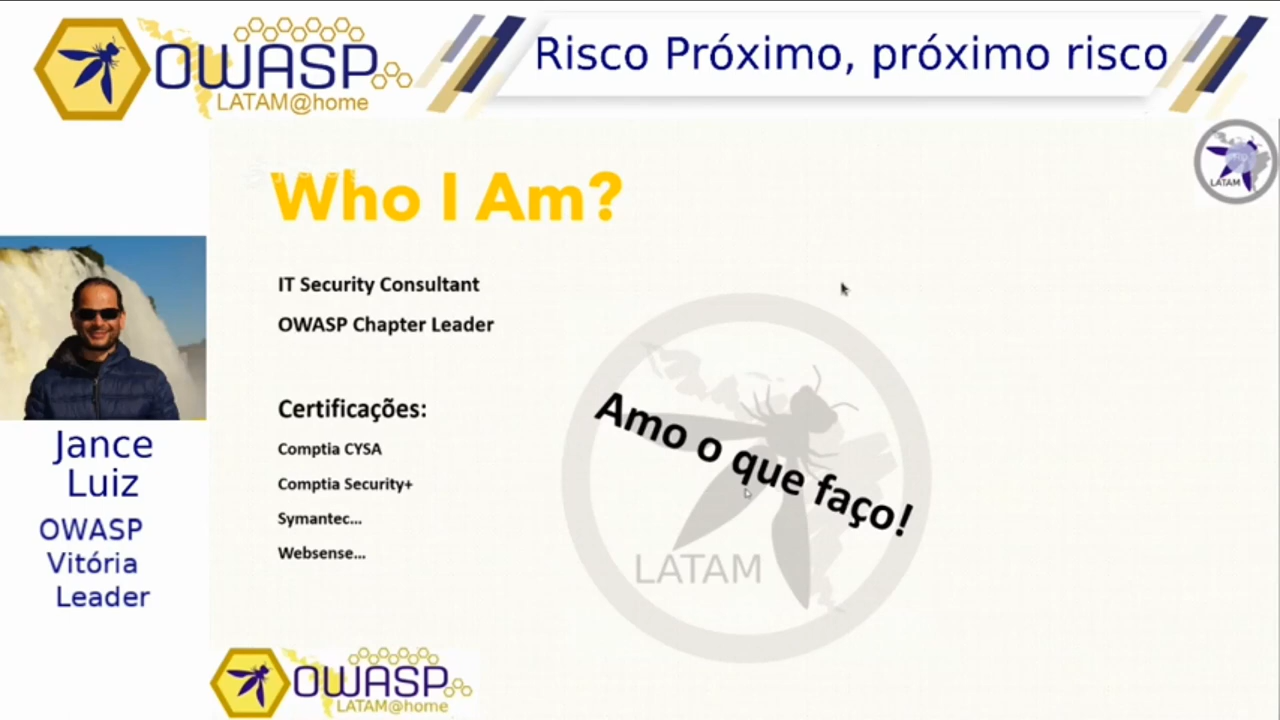 OWASP
LATAM@home
Risco Próximo, próximo risco
LATAM
Who I Am?
IT Security Consultant
OWASP Chapter Leader
Certificações:
Comptia CYSA
Comptia Security+
Symantec...
Websense...
Amo o que faço!
LATAM
Jance
Luiz
OWASP
Vitória
Leader
OWASP
LATAM@home